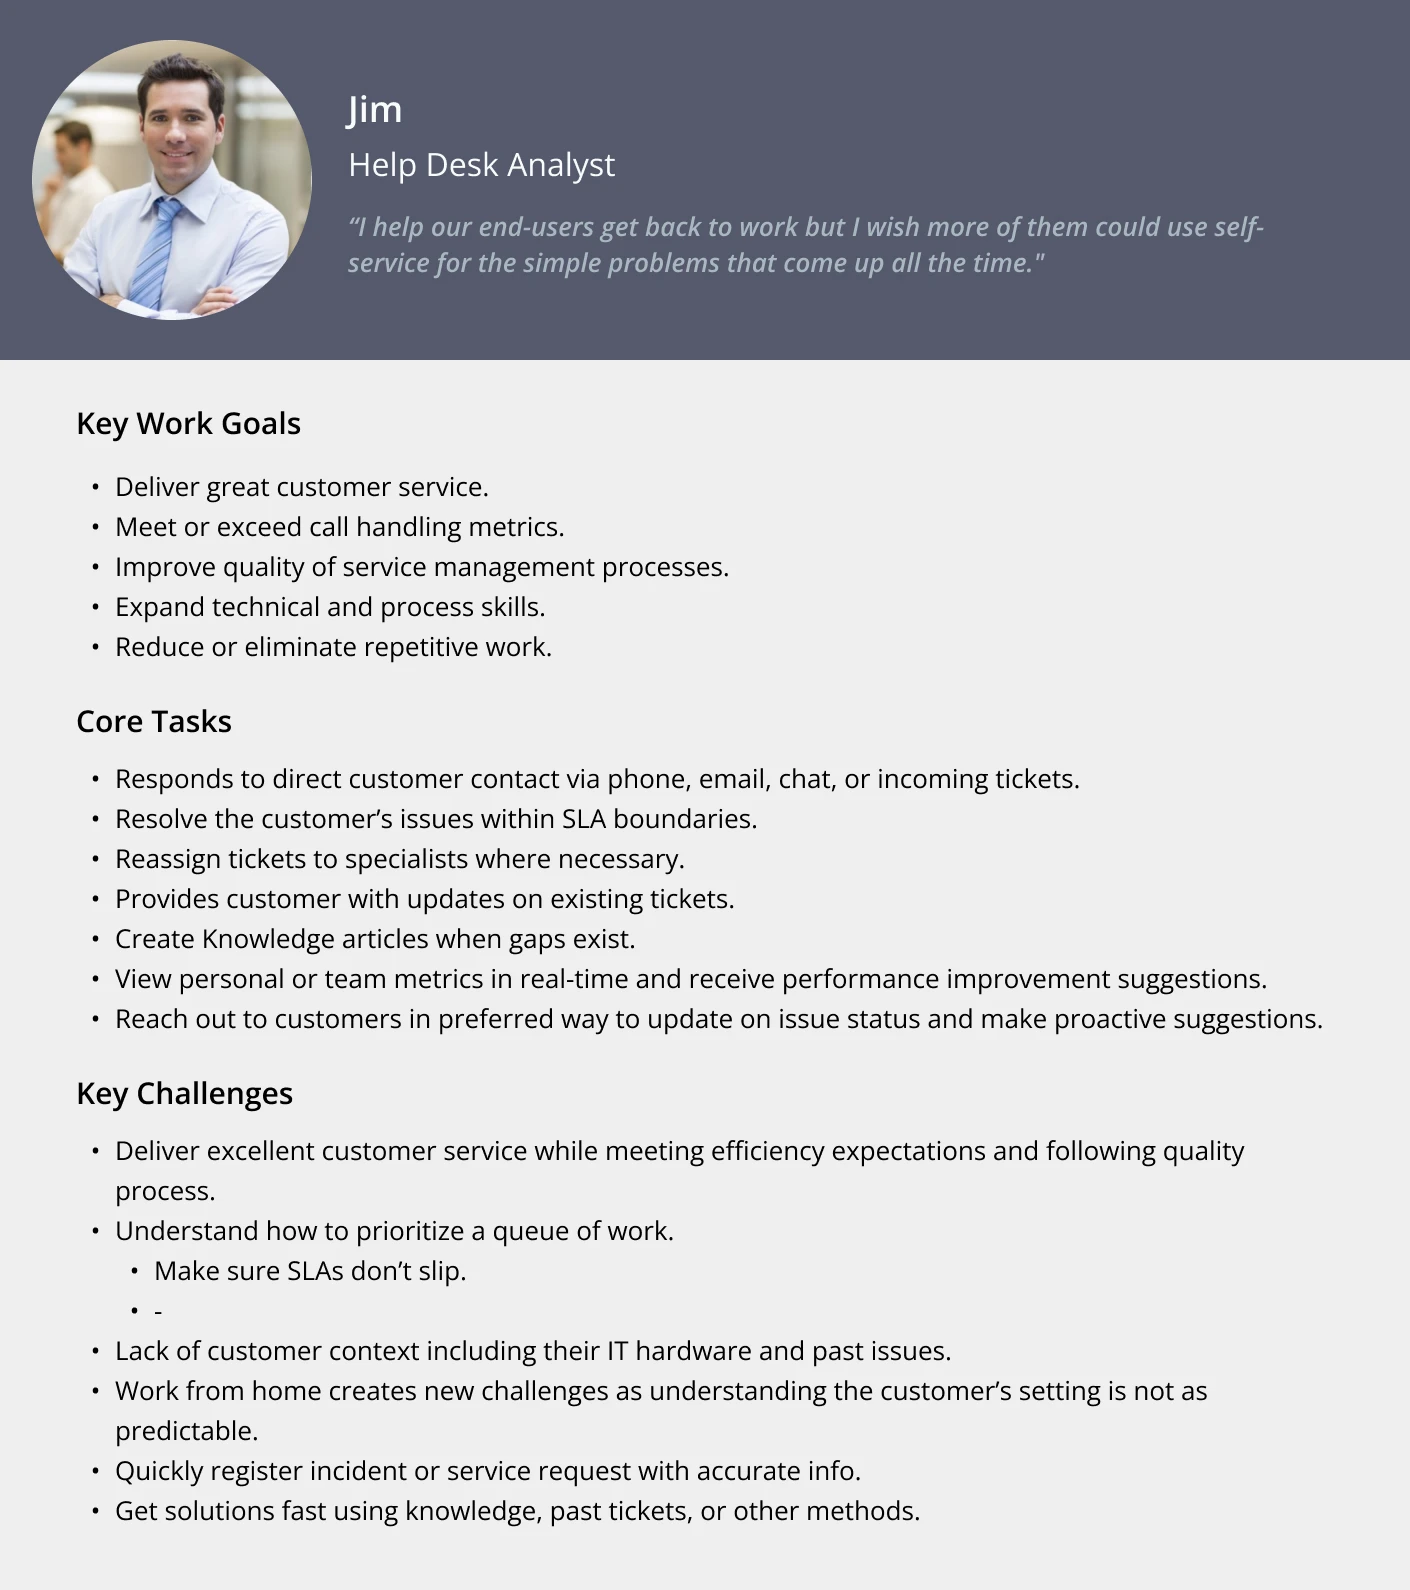 Jim
Help Desk Analyst
“I help our end-users get back to work but I wish more of them could use self-
service for the simple problems that come up all the time."
Key Work Goals
• Deliver great customer service.
• Meet or exceed call handling metrics.
• Improve quality of service management processes.
• Expand technical and process skills.
• Reduce or eliminate repetitive work.
Core Tasks
• Responds to direct customer contact via phone, email, chat, or incoming tickets.
• Resolve the customer’s issues within SLA boundaries.
• Reassign tickets to specialists where necessary.
• Provides customer with updates on existing tickets.
• Create Knowledge articles when gaps exist.
• View personal or team metrics in real-time and receive performance improvement suggestions.
• Reach out to customers in preferred way to update on issue status and make proactive suggestions.
Key Challenges
• Deliver excellent customer service while meeting efficiency expectations and following quality
process.
• Understand how to prioritize a queue of work.
• Make sure SLAs don’t slip.
• -
• Lack of customer context including their IT hardware and past issues.
• Work from home creates new challenges as understanding the customer’s setting is not as
predictable.
• Quickly register incident or service request with accurate info.
• Get solutions fast using knowledge, past tickets, or other methods.